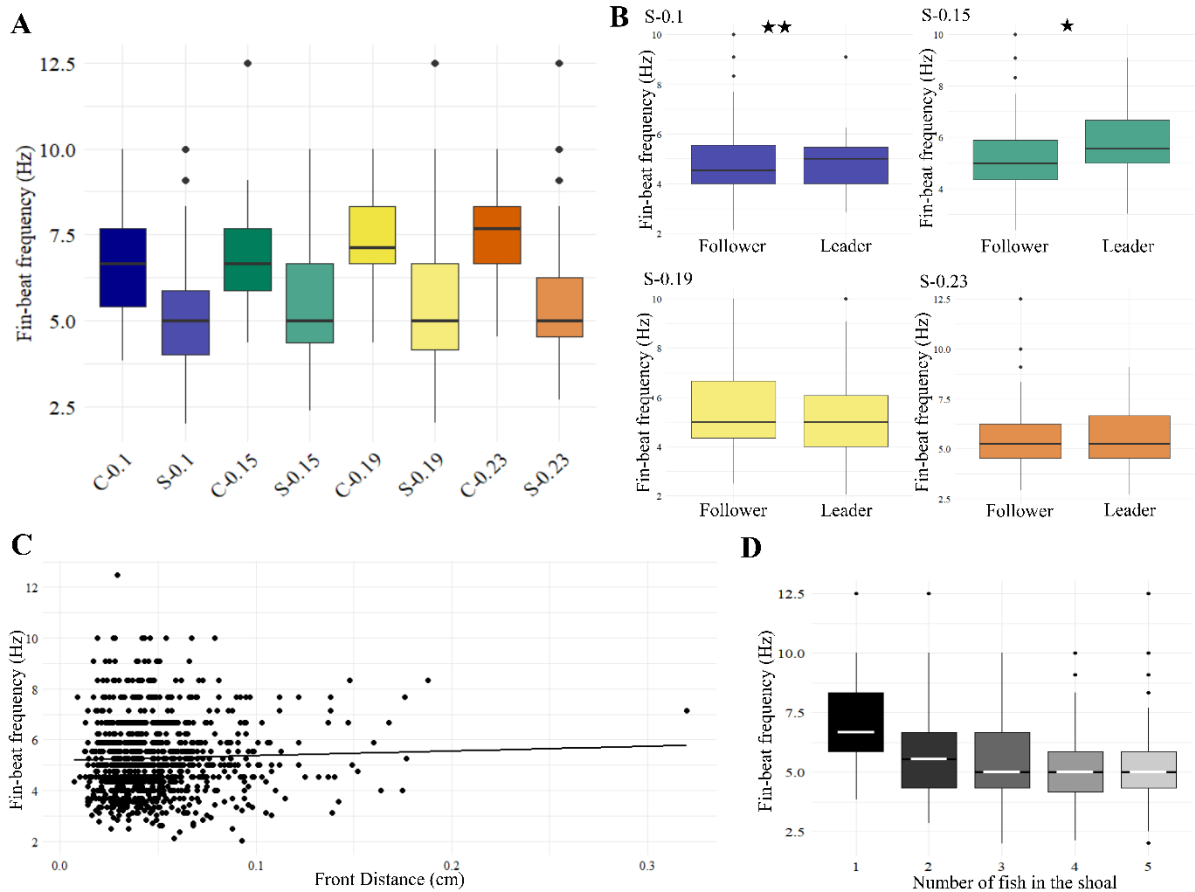 A
Fin-beat frequency (Hz)
12.5
10.0
7.5
5.0
2.5
C-0.1
S-0.1
C-0.15
S-0.15
C-0.19
S-0.19
C-0.23
S-0.23
B
S-0.1
★★
Fin-beat frequency (Hz)
10
8
6
4
2
Follower
Leader
S-0.15
★
Fin-beat frequency (Hz)
10
8
6
4
Follower
Leader
S-0.19
Fin-beat frequency (Hz)
10
8
6
4
2
Follower
Leader
S-0.23
Fin-beat frequency (Hz)
12.5
10.0
7.5
5.0
2.5
Follower
Leader
C
Fin-beat frequency (Hz)
12
10
8
6
4
2
0.0
0.1
0.2
0.3
Front Distance (cm)
D
Fin-beat frequency (Hz)
12.5
10.0
7.5
5.0
2.5
1
2
3
4
5
Number of fish in the shoal